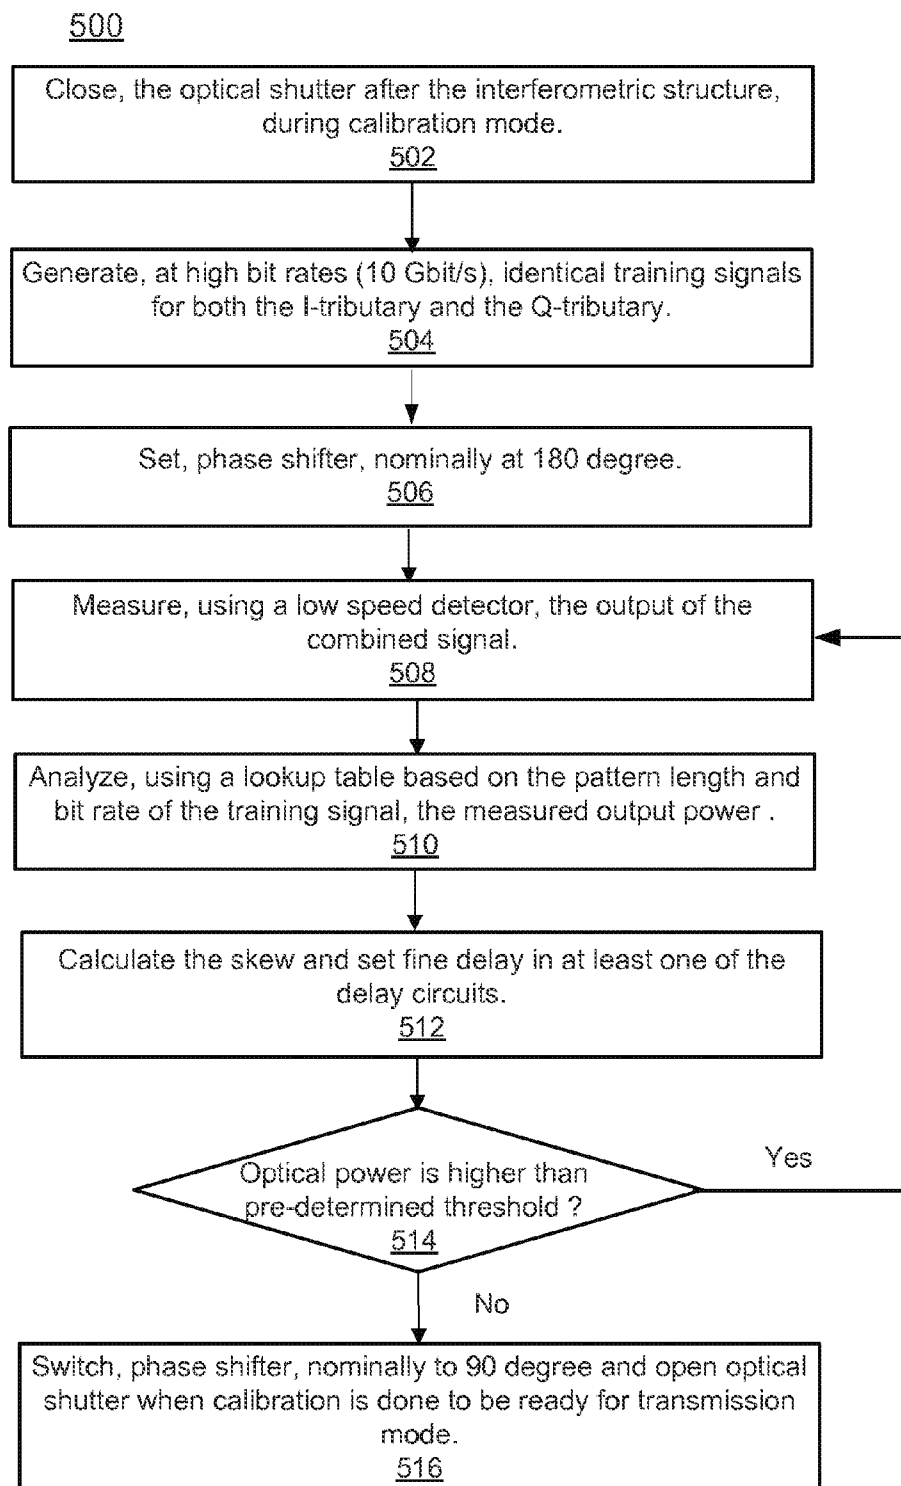 500
Close, the optical shutter after the interferometric structure,
during calibration mode.
502
Generate, at high bit rates (10 Gbit/s), identical training signals
for both the I-tributary and the Q-tributary.
504
Set, phase shifter, nominally at 180 degree.
506
Measure, using a low speed detector, the output of the
combined signal.
508
Analyze, using a lookup table based on the pattern length and
bit rate of the training signal, the measured output power .
510
Calculate the skew and set fine delay in at least one of the
delay circuits.
512
Optical power is higher than
pre-determined threshold ?
514
Yes
No
Switch, phase shifter, nominally to 90 degree and open optical
shutter when calibration is done to be ready for transmission
mode.
516